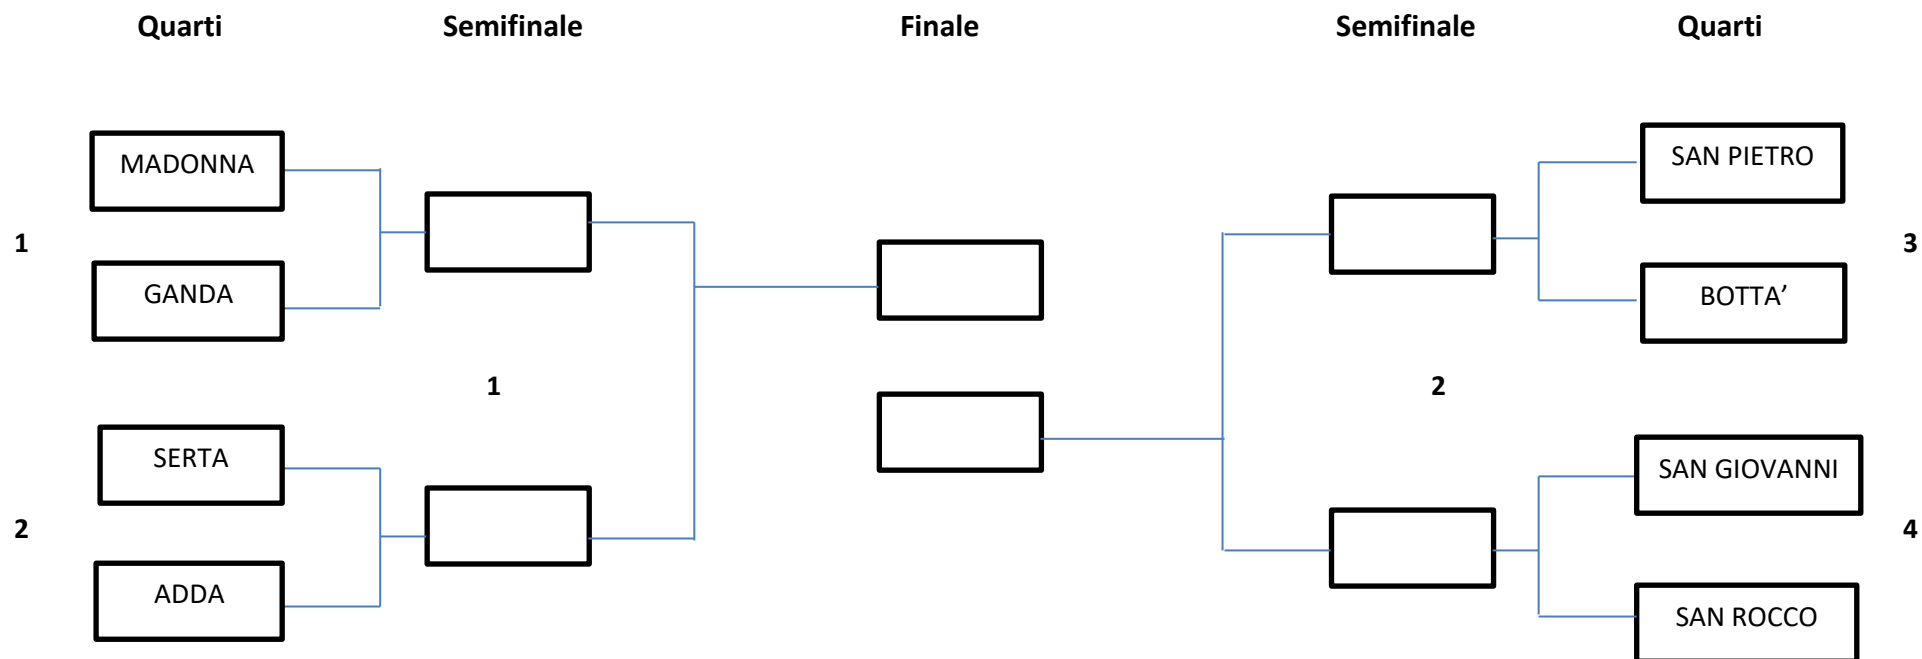 Quarti Semifinale Finale Semifinale Quarti
MADONNA
SAN PIETRO
1
3
GANDA
BOTTA’
1
2
SERTA
SAN GIOVANNI
2
4
ADDA
SAN ROCCO